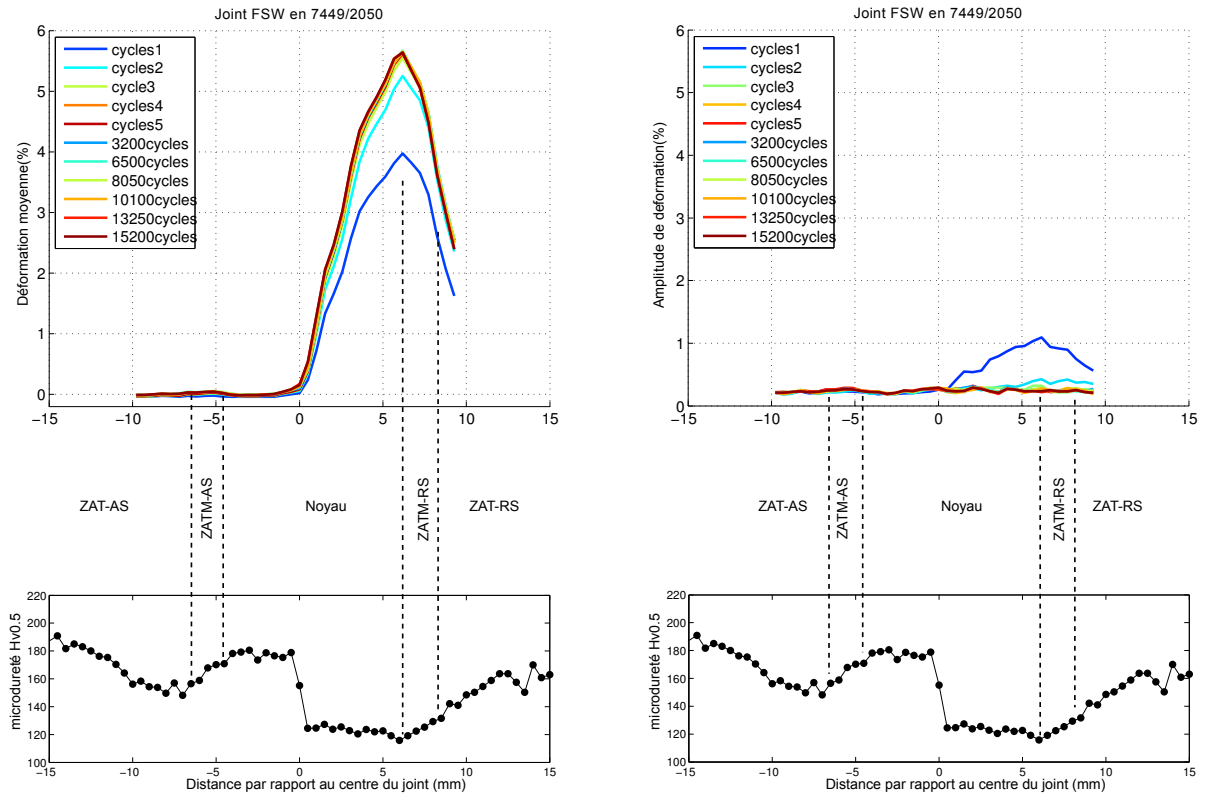 Joint FSW en 7449/2050
Déformation moyenne(%)
6
5
4
3
2
1
0
cycles1
cycles2
cycle3
cycles4
cycles5
3200cycles
6500cycles
8050cycles
10100cycles
13250cycles
15200cycles
−15 −10 −5 0 5 10 15
ZAT-AS ZATM-AS Noyau ZATM-RS ZAT-RS
microdureté Hv0.5
220
200
180
160
140
120
100
−15 −10 −5 0 5 10 15
Distance par rapport au centre du joint (mm)
Joint FSW en 7449/2050
Amplitude de deformation(%)
6
5
4
3
2
1
0
cycles1
cycles2
cycle3
cycles4
cycles5
3200cycles
6500cycles
8050cycles
10100cycles
13250cycles
15200cycles
−15 −10 −5 0 5 10 15
ZAT-AS ZATM-AS Noyau ZATM-RS ZAT-RS
microdureté Hv0.5
220
200
180
160
140
120
100
−15 −10 −5 0 5 10 15
Distance par rapport au centre du joint (mm)